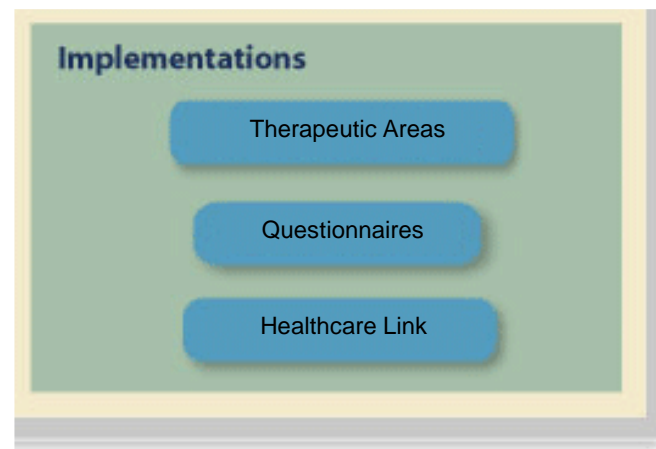 Implementations
Therapeutic Areas
Questionnaires
Healthcare Link